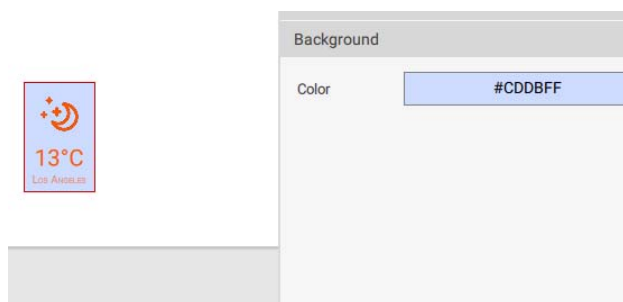 Background
Color
#CDDBFF
13°C
Los Angeles